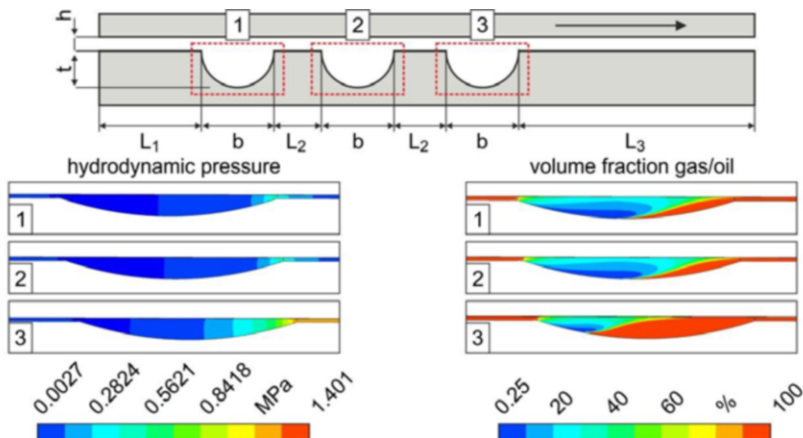 h
1 2 3
t
L1 b L2 b L2 b L3
hydrodynamic pressure
1
2
3
0.0027 0.2824 0.5621 0.8418 MPa 1.401
volume fraction gas/oil
1
2
3
0.25 20 40 60 % 100